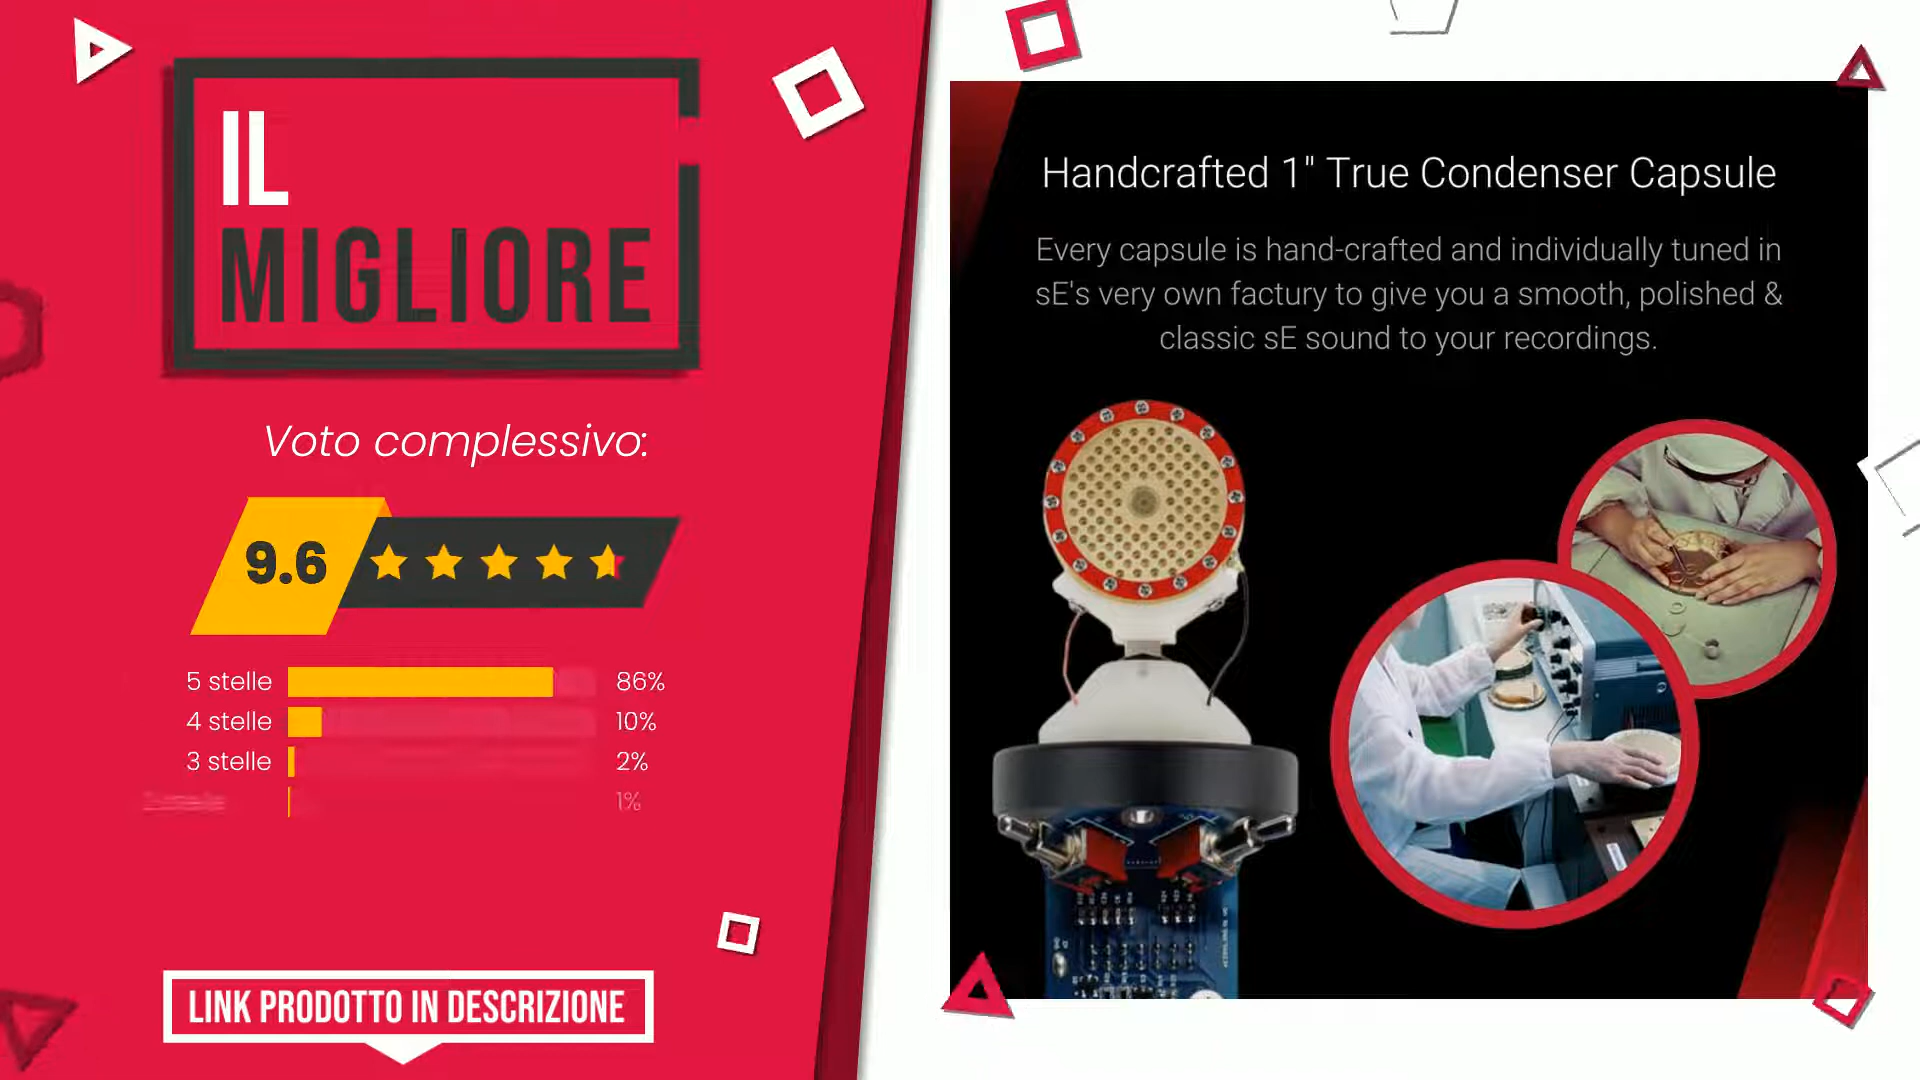 IL
MIGLIORE
Voto complessivo:
9.6
5 stelle 86%
4 stelle 10%
3 stelle 2%
1%
LINK PRODOTTO IN DESCRIZIONE
Handcrafted 1" True Condenser Capsule
Every capsule is hand-crafted and individually tuned in
sE's very own factury to give you a smooth, polished &
classic sE sound to your recordings.